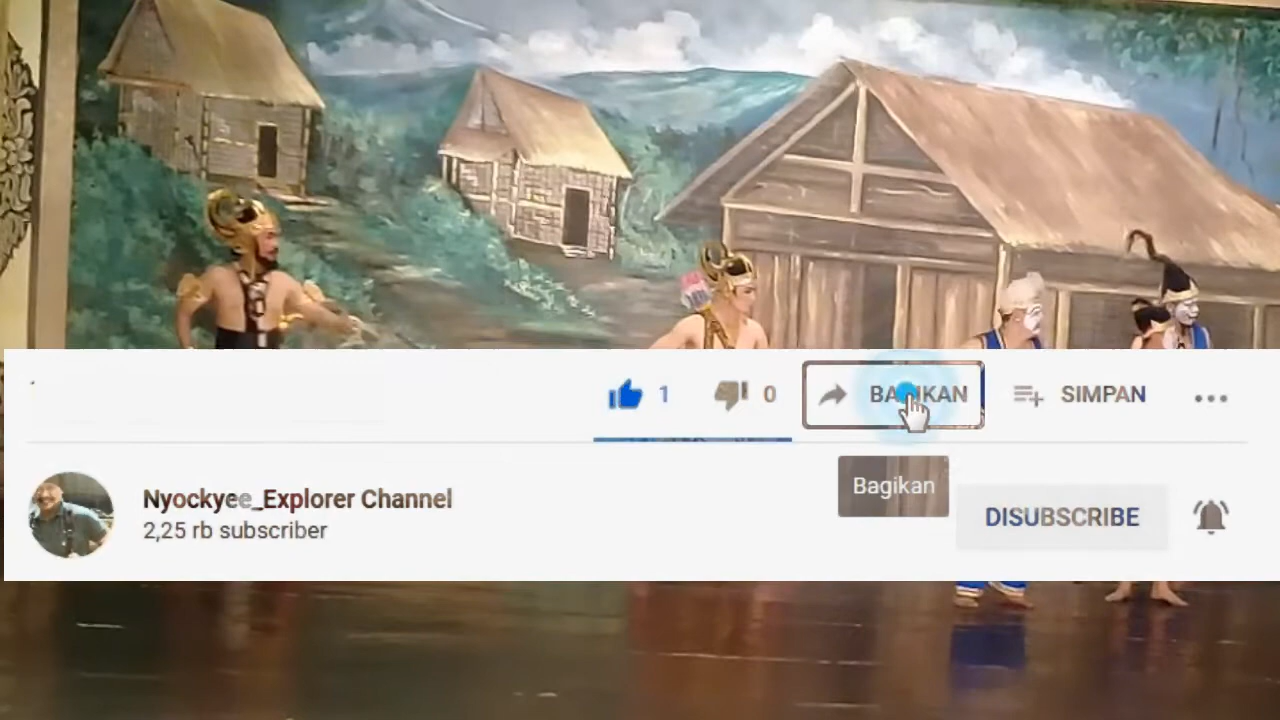 1 0 BAGIKAN SIMPAN
Nyockyee_Explorer Channel
2,25 rb subscriber
Bagikan
DISUBSCRIBE